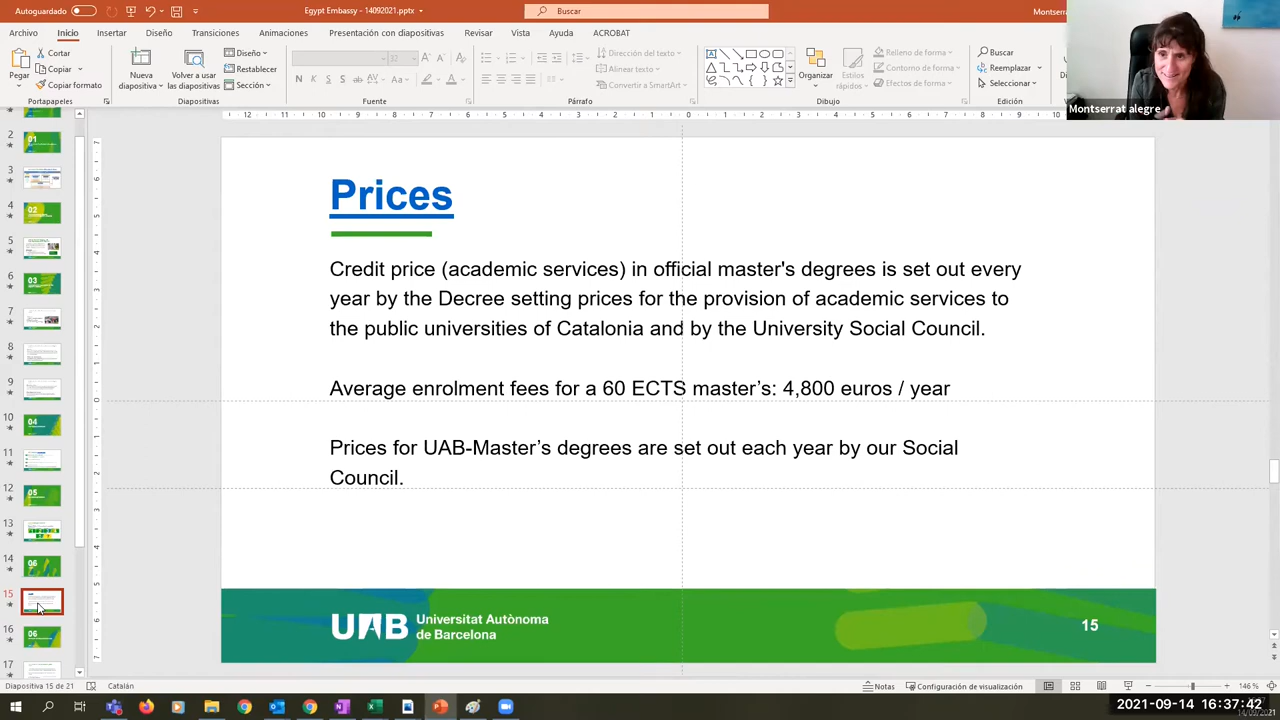 Autoguardado
Egypt Embassy - 14092021.pptx
Buscar
Archivo Inicio Insertar Diseño Transiciones Animaciones Presentación con diapositivas Revisar Vista Ayuda ACROBAT
Pegar
Cortar
Copiar
Copiar formato
Portapapeles
Nueva
diapositiva
Volver a usar
las diapositivas
Diseño
Restablecer
Sección
Diapositivas
Fuente
Dirección del texto
Alinear texto
Convertir a SmartArt
Párrafo
Organizar
Estilos
rápidos
Relleno de forma
Contorno de forma
Efectos de forma
Dibujo
Buscar
Reemplazar
Seleccionar
Edición
Montserrat alegre
Prices
Credit price (academic services) in official master's degrees is set out every
year by the Decree setting prices for the provision of academic services to
the public universities of Catalonia and by the University Social Council.
Average enrolment fees for a 60 ECTS master’s: 4,800 euros / year
Prices for UAB-Master’s degrees are set out each year by our Social
Council.
UAB
Universitat Autònoma
de Barcelona
15
Diapositiva 15 de 21
Catalán
Notas
Configuración de visualización
146 %
2021-09-14 16:37:42